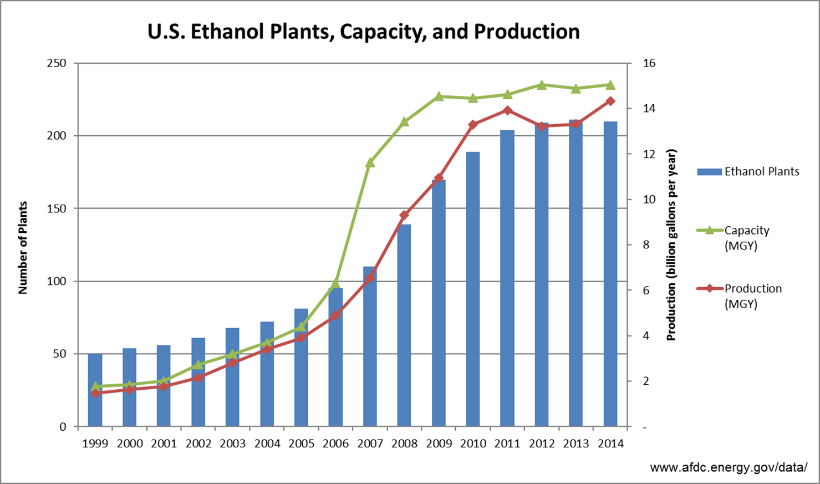 U.S. Ethanol Plants, Capacity, and Production
250
200
150
100
50
0
Number of Plants
16
14
12
10
8
6
4
2
-
Production (billion gallons per year)
1999 2000 2001 2002 2003 2004 2005 2006 2007 2008 2009 2010 2011 2012 2013 2014
Ethanol Plants
Capacity
(MGY)
Production
(MGY)
www.afdc.energy.gov/data/